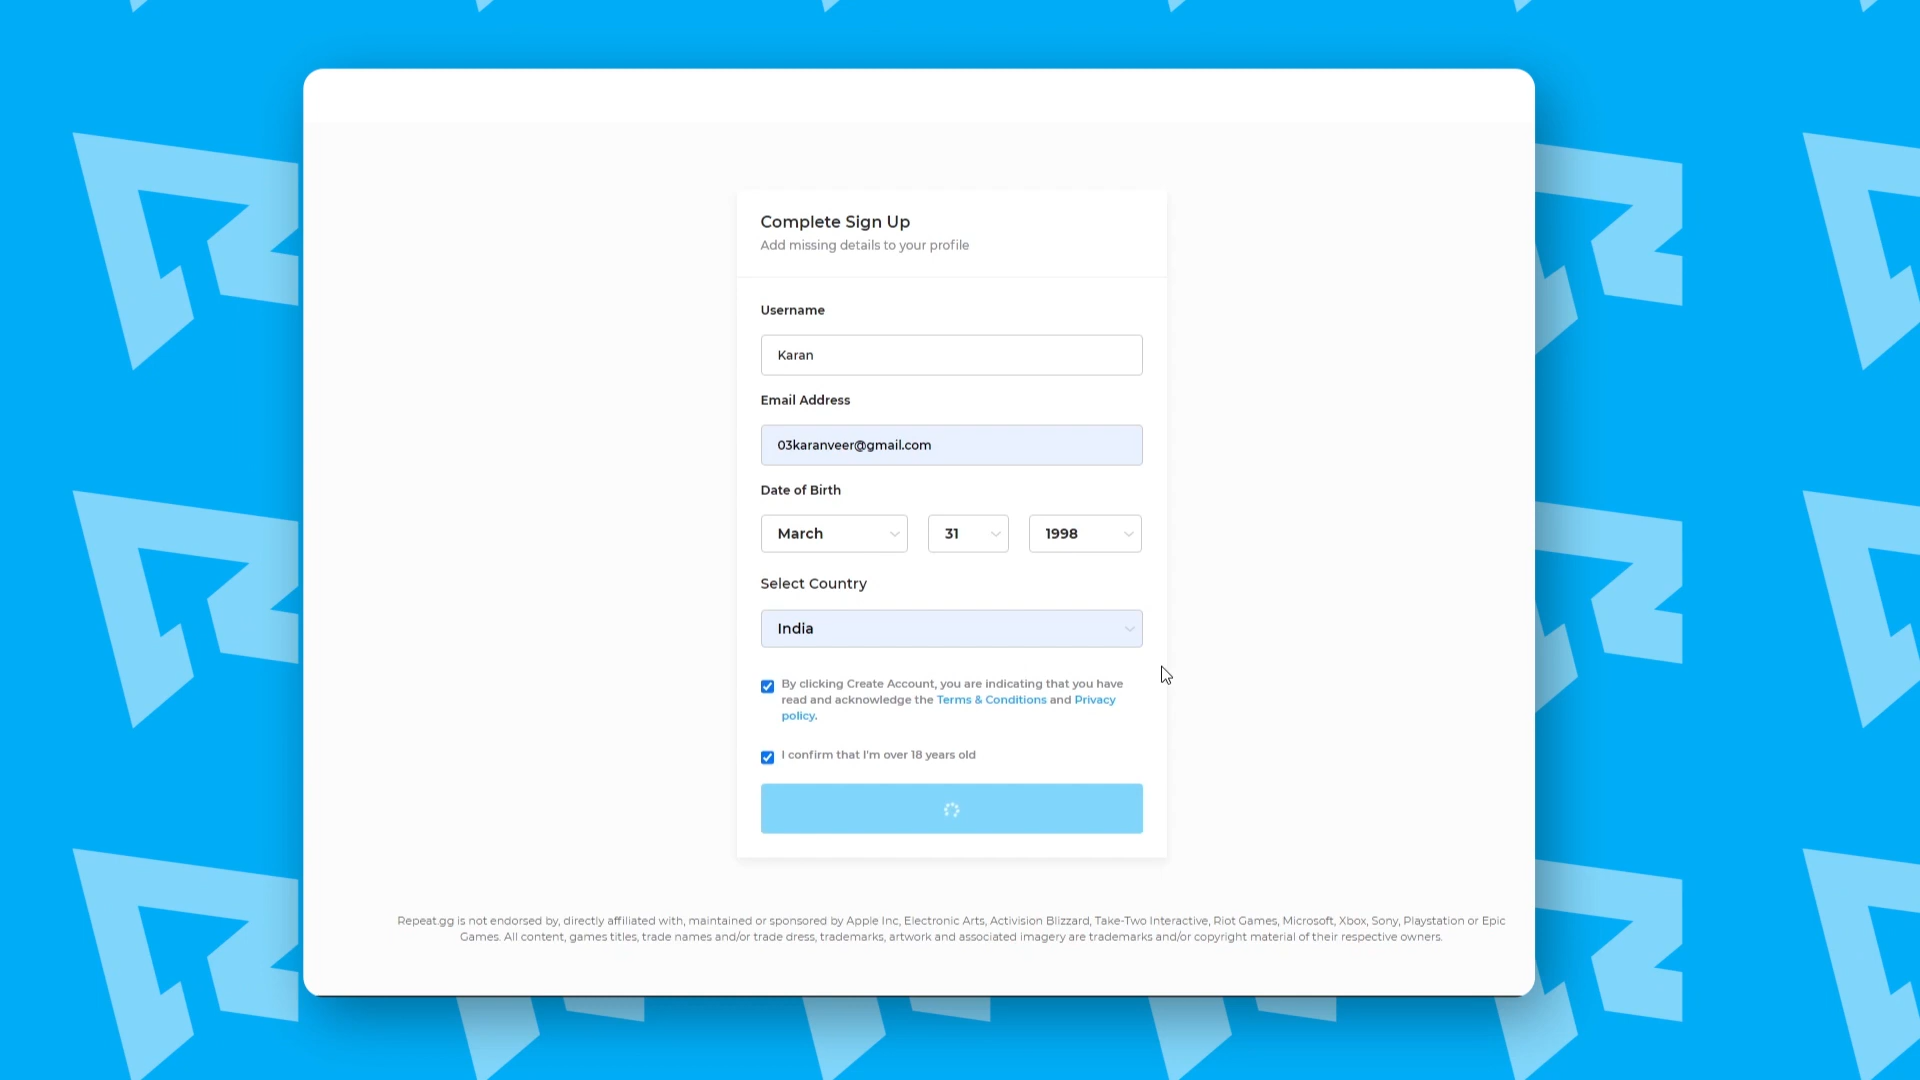 Complete Sign Up
Add missing details to your profile
Username
Karan
Email Address
03karanveer@gmail.com
Date of Birth
March 31 1998
Select Country
India
By clicking Create Account, you are indicating that you have
read and acknowledge the Terms & Conditions and Privacy
policy.
I confirm that I'm over 18 years old
Repeat.gg is not endorsed by, directly affiliated with, maintained or sponsored by Apple Inc, Electronic Arts, Activision Blizzard, Take-Two Interactive, Riot Games, Microsoft, Xbox, Sony, Playstation or Epic
Games. All content, games titles, trade names and/or trade dress, trademarks, artwork and associated imagery are trademarks and/or copyright material of their respective owners.